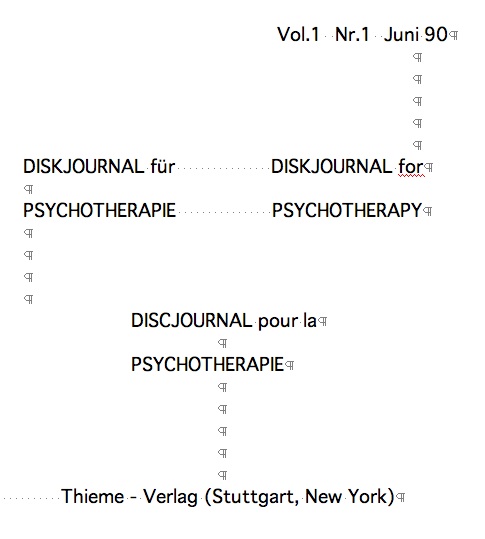 Vol.1 Nr.1 Juni 90
DISKJOURNAL für DISKJOURNAL for
PSYCHOTHERAPIE PSYCHOTHERAPY
DISCJOURNAL pour la
PSYCHOTHERAPIE
Thieme - Verlag (Stuttgart, New York)